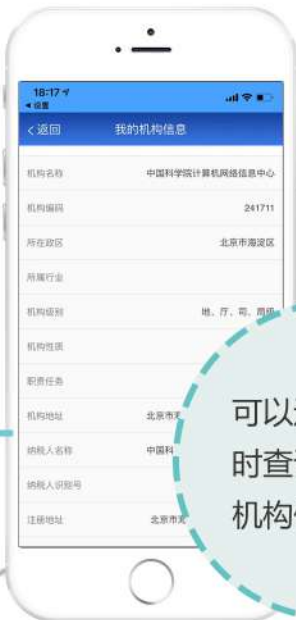 18:17
设置
返回 我的机构信息
机构名称 中国科学院计算机网络信息中心
机构编码 241711
所在政区 北京市海淀区
所属行业
机构级别 地、厅、司、局级
机构性质
职责任务
机构地址 北京市
纳税人名称 中国科
纳税人识别号
注册地址 北京市
可以
时查
机构